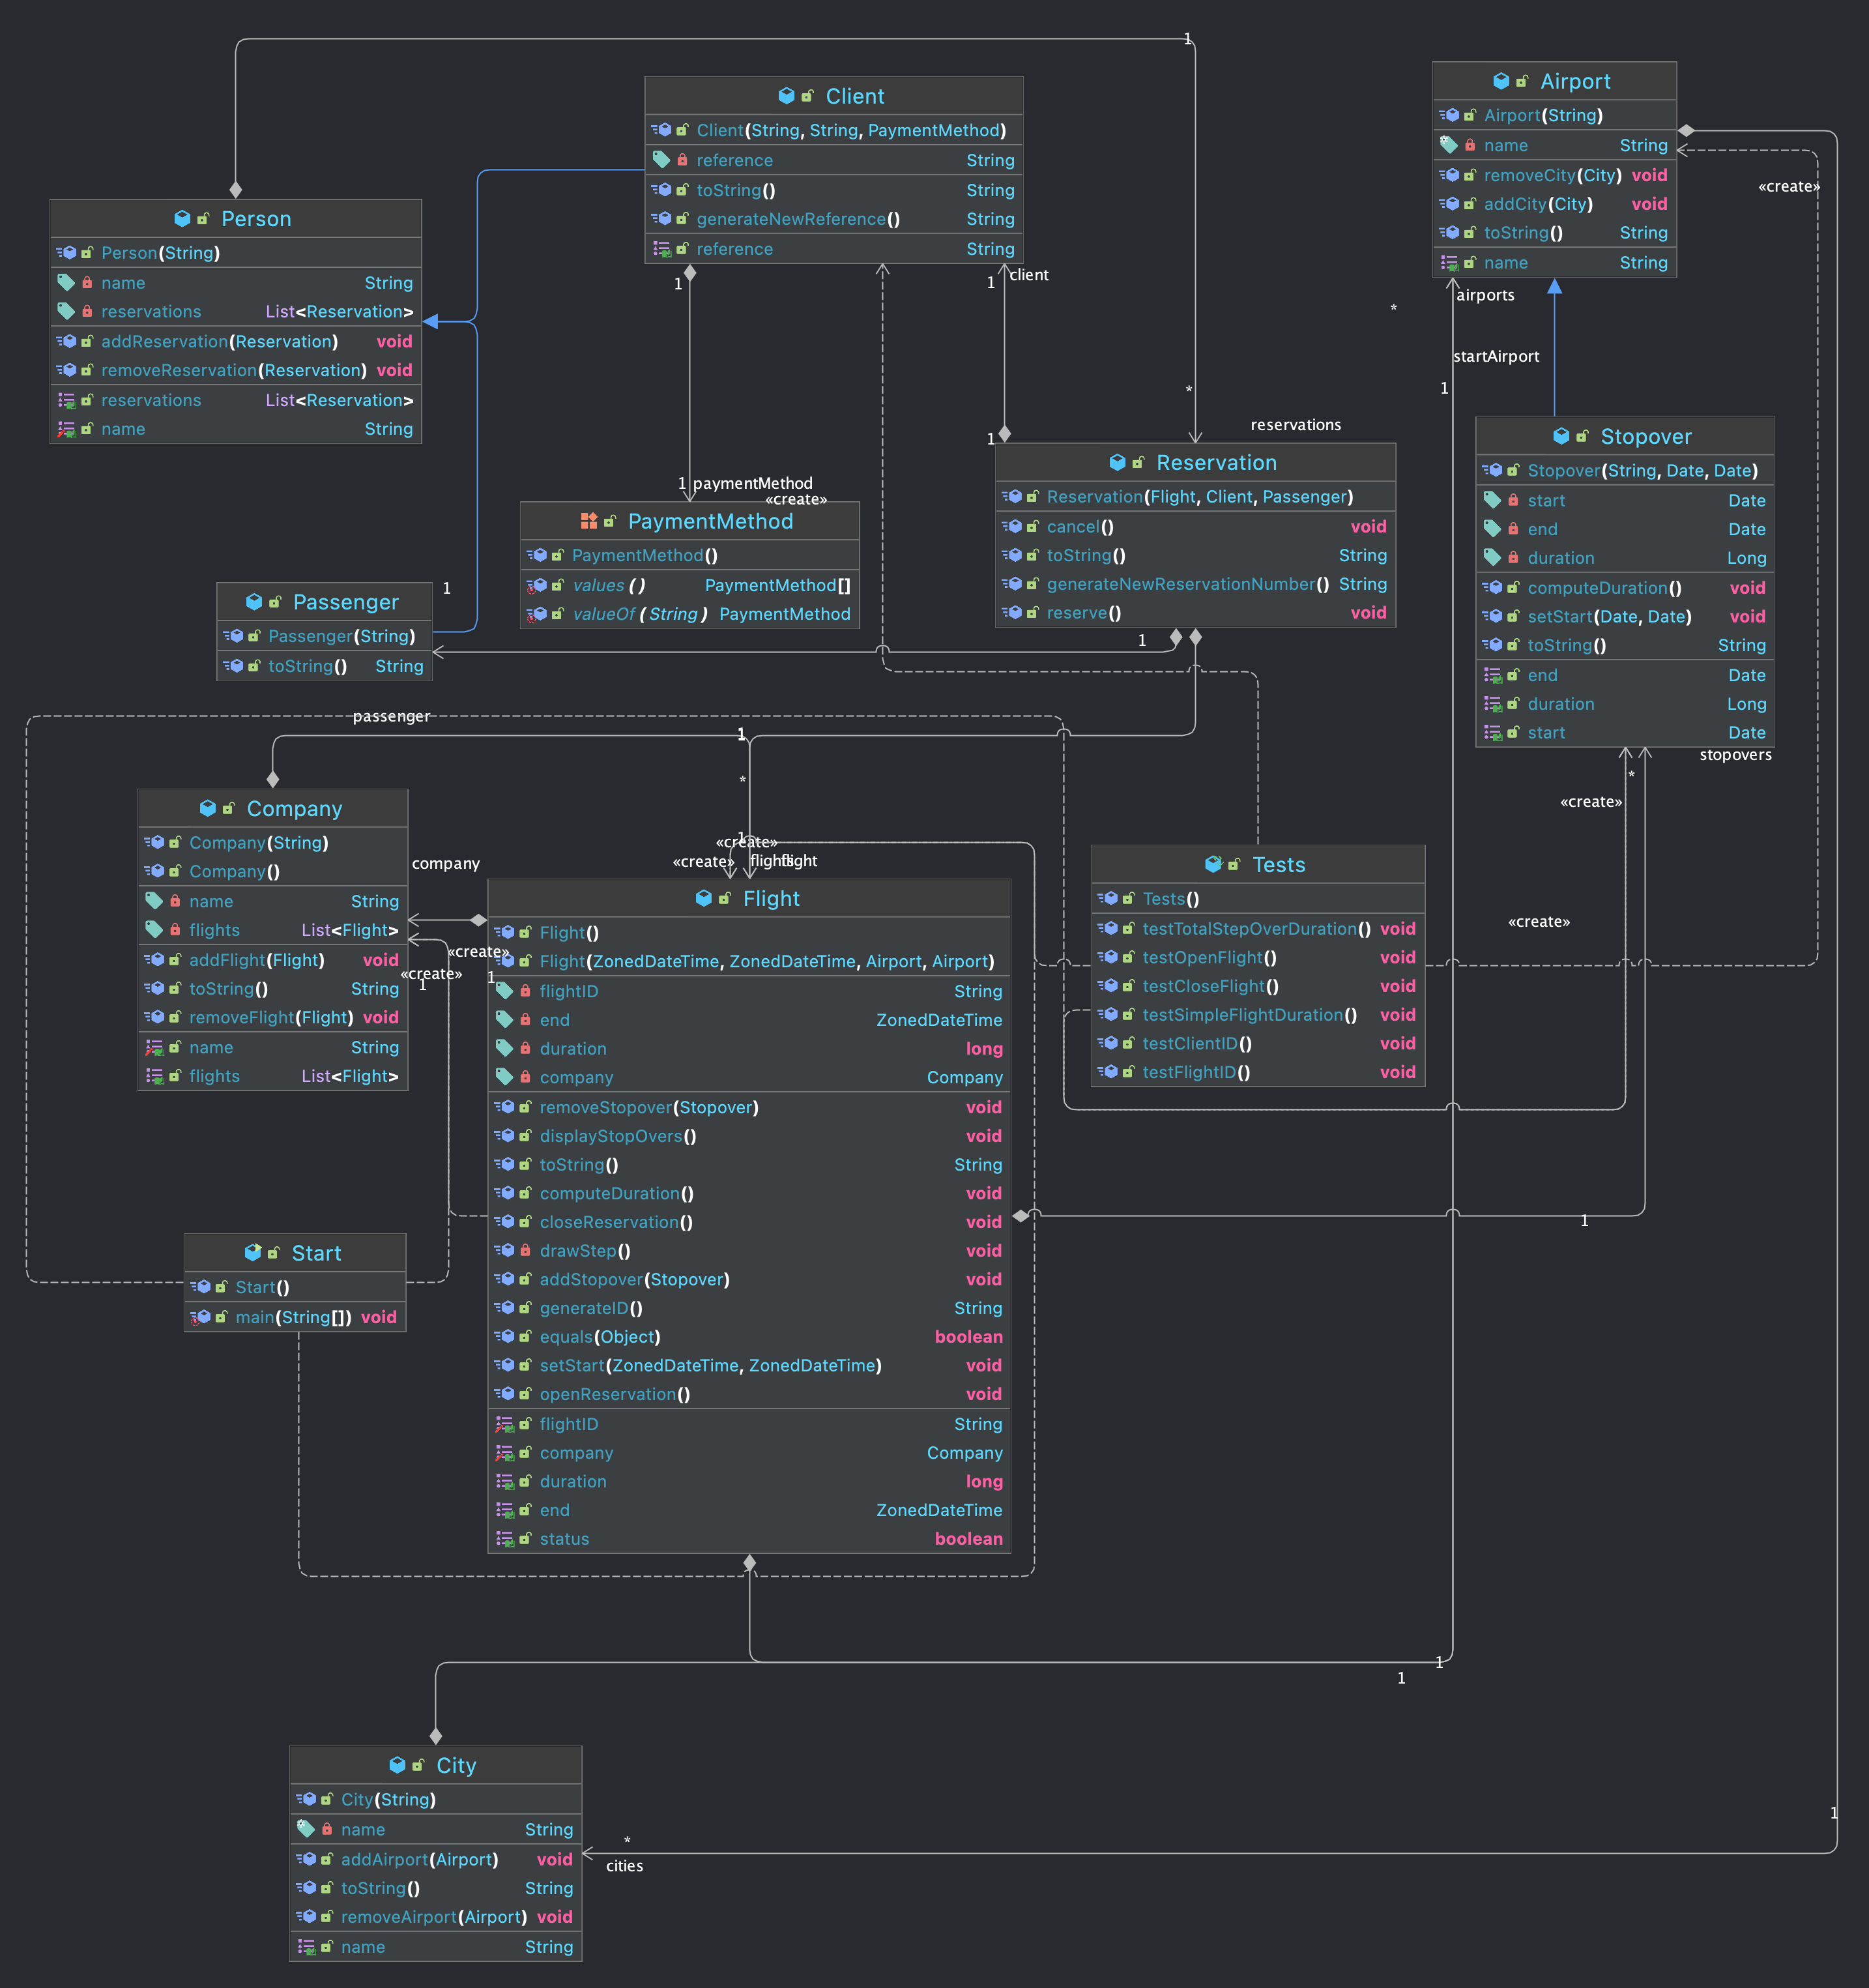 1
Client
Client(String, String, PaymentMethod)
reference String
toString() String
generateNewReference() String
reference String
Airport
Airport(String)
name String
removeCity(City) void
addCity(City) void
toString() String
name String
«create»
Person
Person(String)
name String
reservations List<Reservation>
addReservation(Reservation) void
removeReservation(Reservation) void
reservations List<Reservation>
name String
1
1
client
*
airports
startAirport
1
*
reservations
1
1 paymentMethod
«create»
PaymentMethod
PaymentMethod()
values () PaymentMethod[]
valueOf (String) PaymentMethod
Reservation
Reservation(Flight, Client, Passenger)
cancel() void
toString() String
generateNewReservationNumber() String
reserve() void
Stopover
Stopover(String, Date, Date)
start Date
end Date
duration Long
computeDuration() void
setStart(Date, Date) void
toString() String
end Date
duration Long
start Date
stopovers
*
«create»
«create»
Passenger
Passenger(String)
toString() String
1
1
passenger
1
*
1
«create»
«create»
flights
flight
Company
Company(String)
Company()
name String
flights List<Flight>
addFlight(Flight) void
toString() String
removeFlight(Flight) void
name String
flights List<Flight>
company
«create»
«create»
1
1
Flight
Flight()
Flight(ZonedDateTime, ZonedDateTime, Airport, Airport)
flightID String
end ZonedDateTime
duration long
company Company
removeStopover(Stopover) void
displayStopOvers() void
toString() String
computeDuration() void
closeReservation() void
drawStep() void
addStopover(Stopover) void
generateID() String
equals(Object) boolean
setStart(ZonedDateTime, ZonedDateTime) void
openReservation() void
flightID String
company Company
duration long
end ZonedDateTime
status boolean
Tests
Tests()
testTotalStepOverDuration() void
testOpenFlight() void
testCloseFlight() void
testSimpleFlightDuration() void
testClientID() void
testFlightID() void
1
Start
Start()
main(String[]) void
1
1
City
City(String)
name String
addAirport(Airport) void
toString() String
removeAirport(Airport) void
name String
*
cities
1